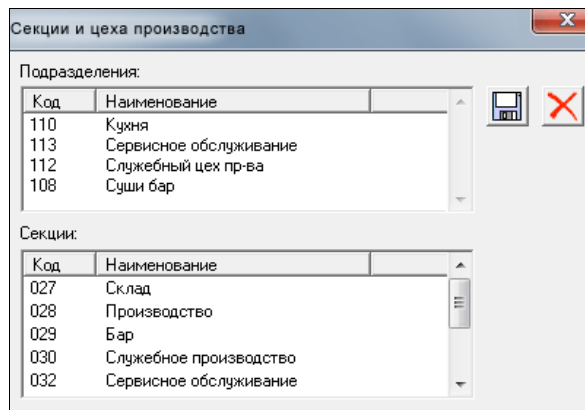 Секции и цеха производства
Подразделения:
Код Наименование
110 Кухня
113 Сервисное обслуживание
112 Служебный цех пр-ва
108 Суши бар
Секции:
Код Наименование
027 Склад
028 Производство
029 Бар
030 Служебное производство
032 Сервисное обслуживание